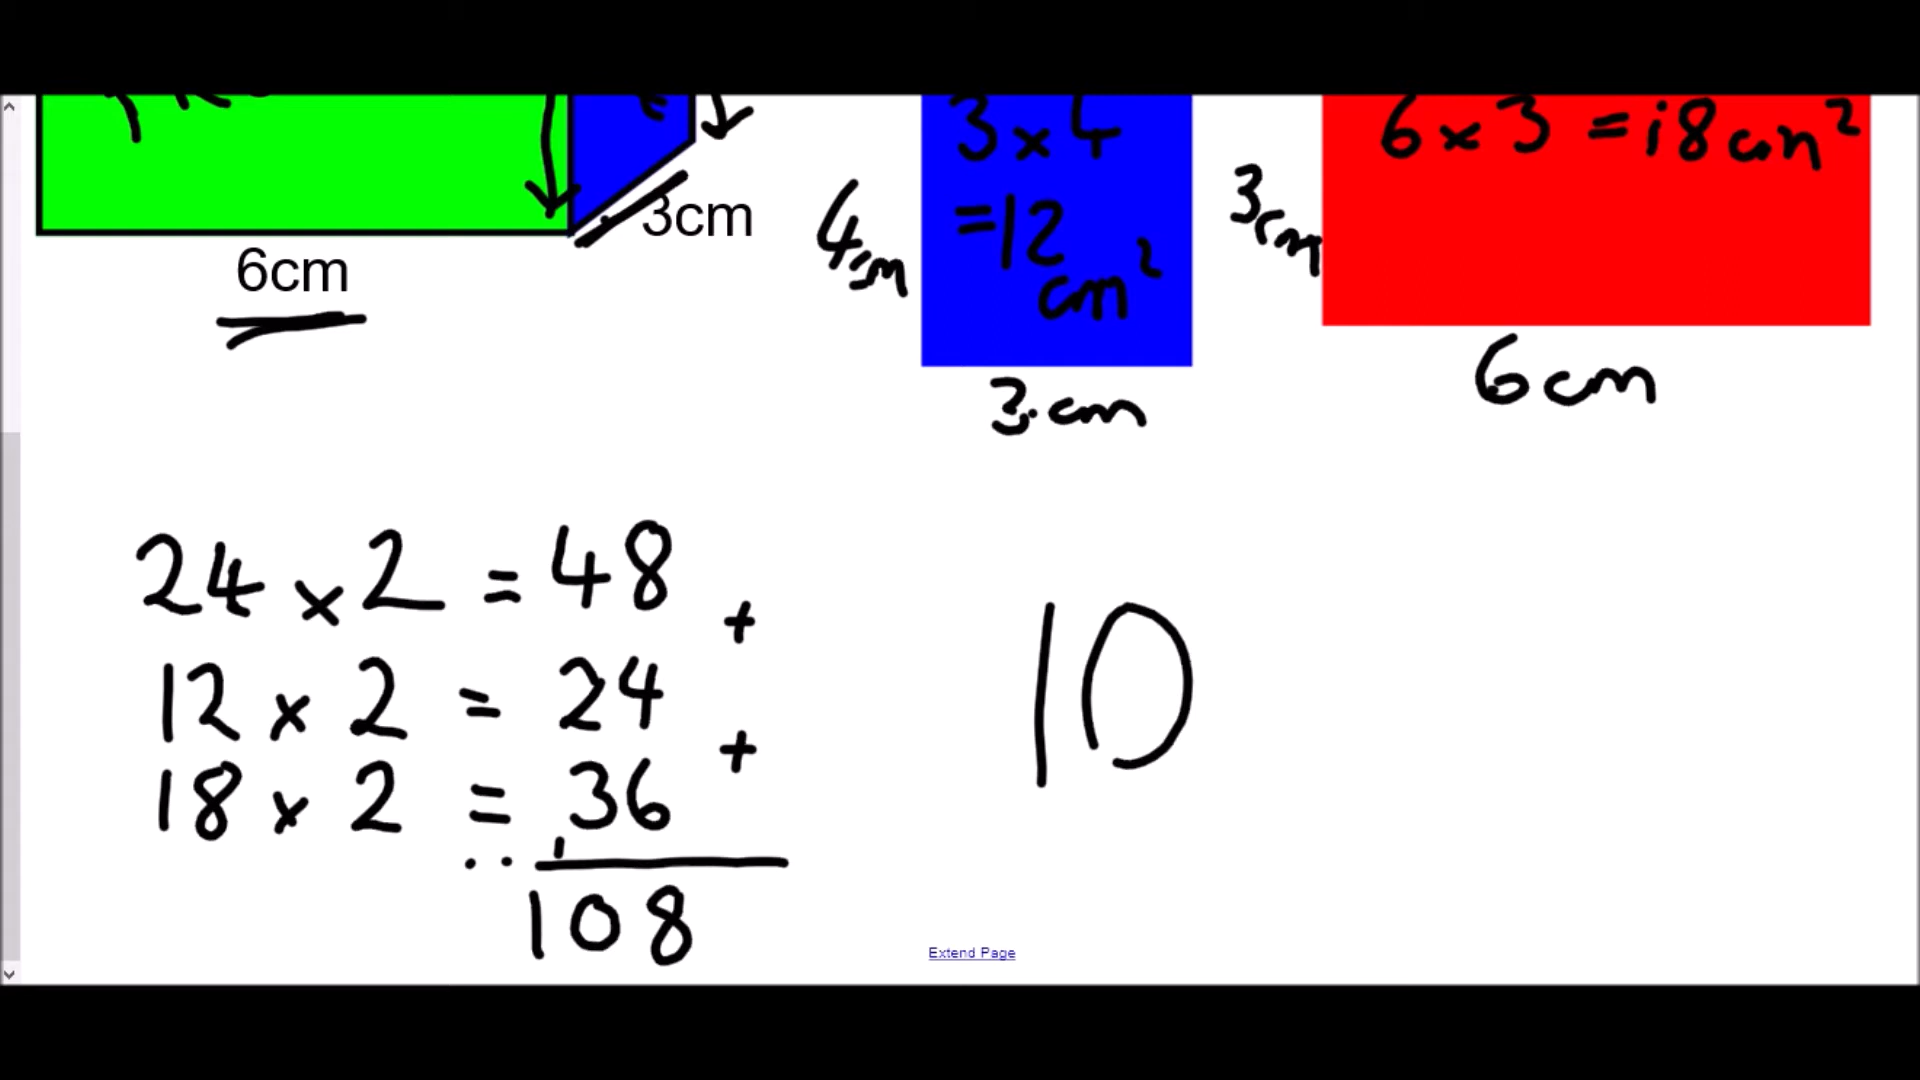 3 x 4
6 x 3 = 18cm²
3cm
4cm
= 12
cm²
3cm
6cm
3cm
6cm
24 x 2 = 48
+
12 x 2 = 24
+
18 x 2 = 36
1
108
10
Extend Page